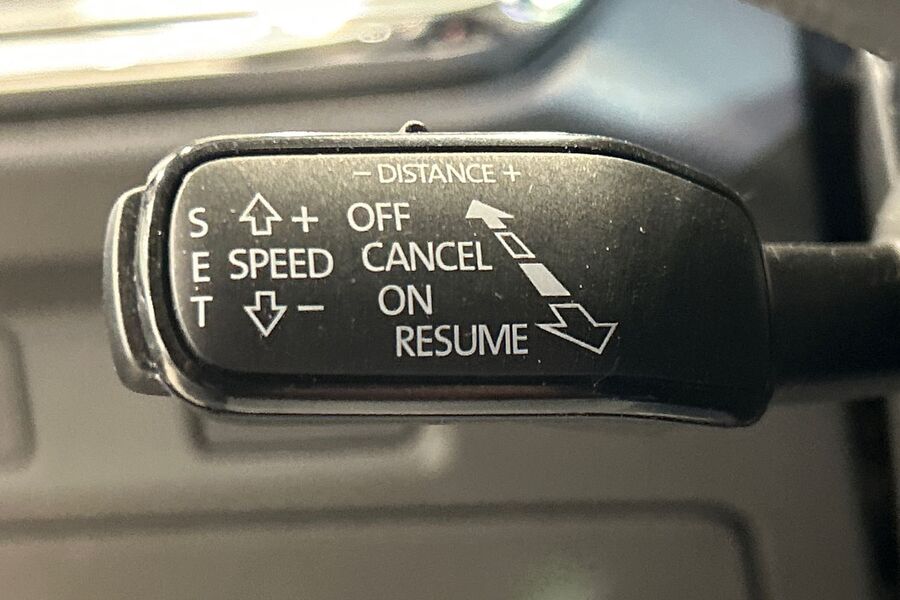 − DISTANCE +
S + OFF
E SPEED CANCEL
T − ON
RESUME